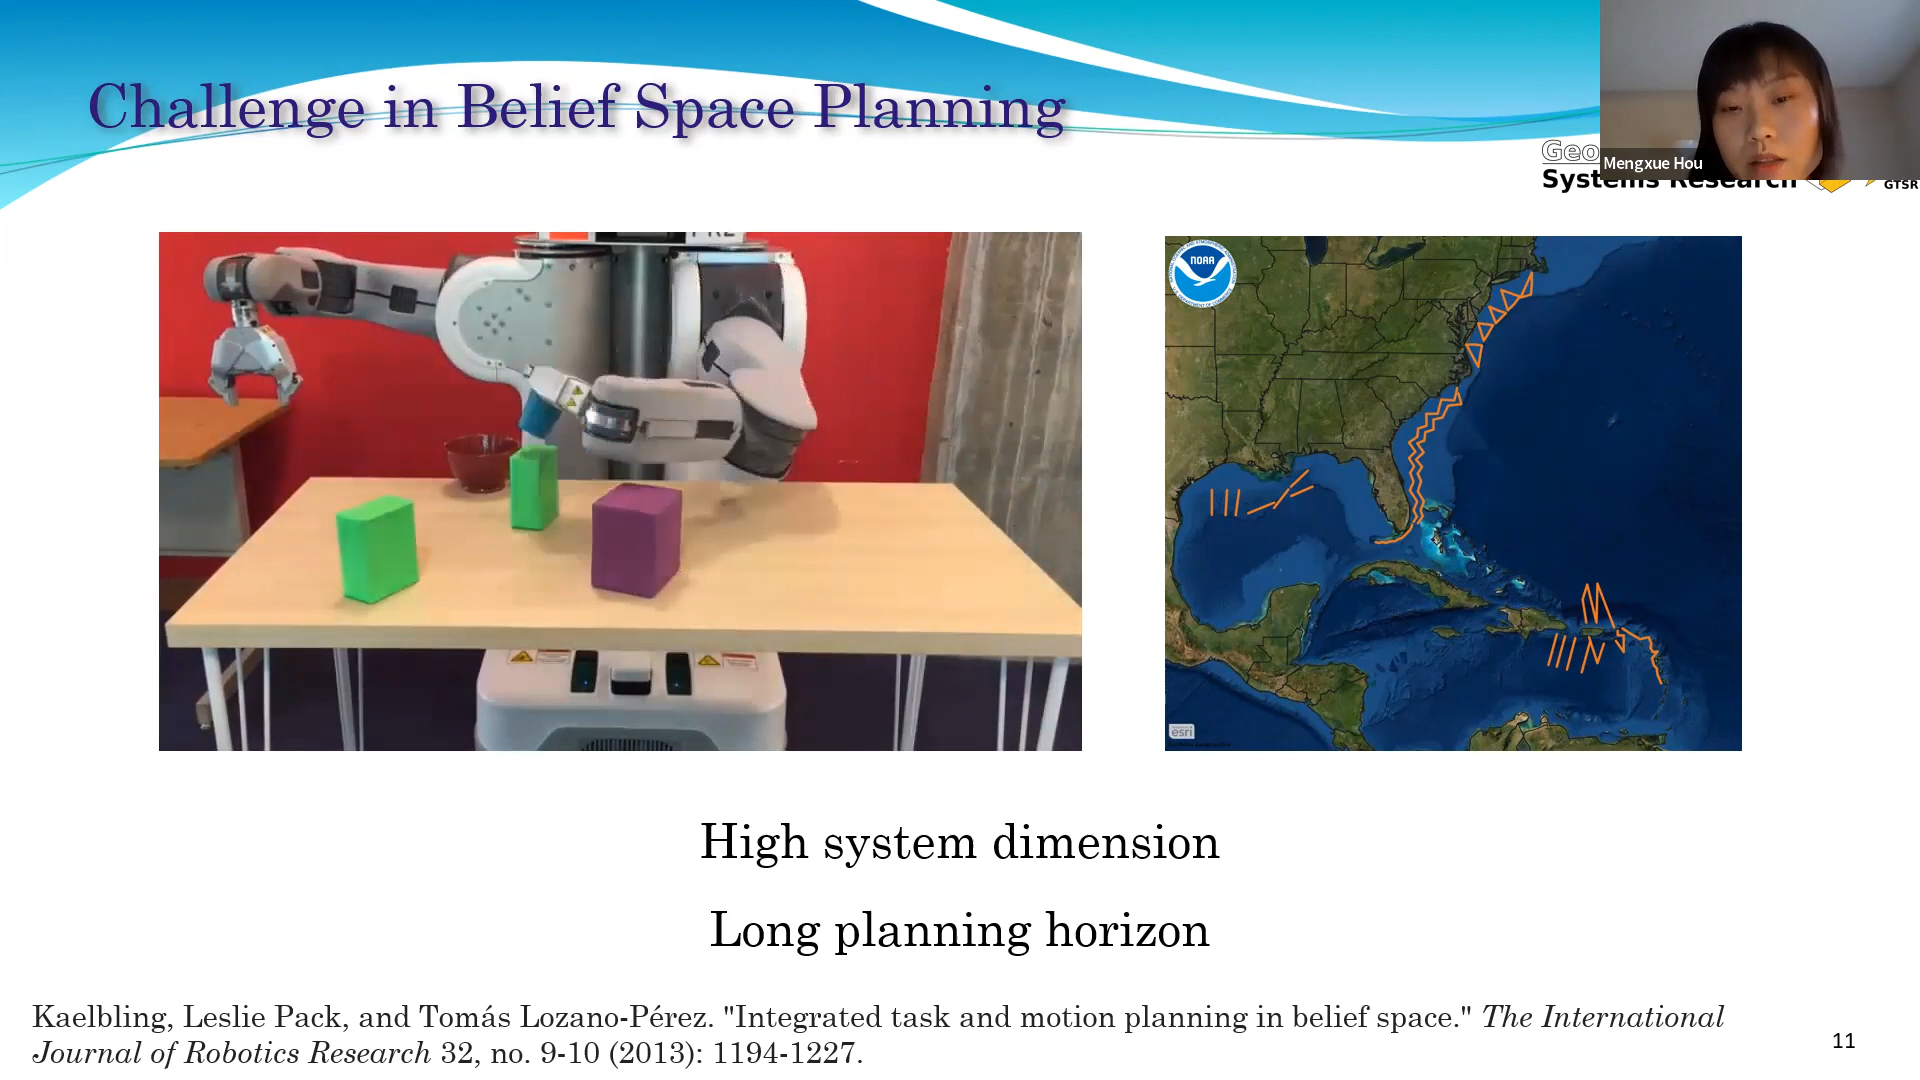 Challenge in Belief Space Planning
Geo
Mengxue Hou
Systems Research
GTSR
NOAA
esri
High system dimension
Long planning horizon
Kaelbling, Leslie Pack, and Tomás Lozano-Pérez. "Integrated task and motion planning in belief space." The International
Journal of Robotics Research 32, no. 9-10 (2013): 1194-1227.
11